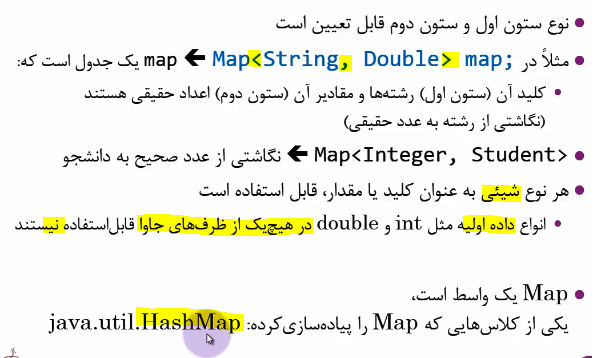 نوع ستون اول و ستون دوم قابل تعیین است
مثلاً در Map<String, Double> map; 🡸 map یک جدول است که:
کلید آن (ستون اول) رشته‌ها و مقادیر آن (ستون دوم) اعداد حقیقی هستند
(نگاشتی از رشته به عدد حقیقی)
Map<Integer, Student> 🡸 نگاشتی از عدد صحیح به دانشجو
هر نوع شیئی به عنوان کلید یا مقدار، قابل استفاده است
انواع داده اولیه مثل int و double در هیچ‌یک از ظرف‌های جاوا قابل‌استفاده نیستند
Map یک واسط است،
یکی از کلاس‌هایی که Map را پیاده‌سازی‌کرده: java.util.HashMap